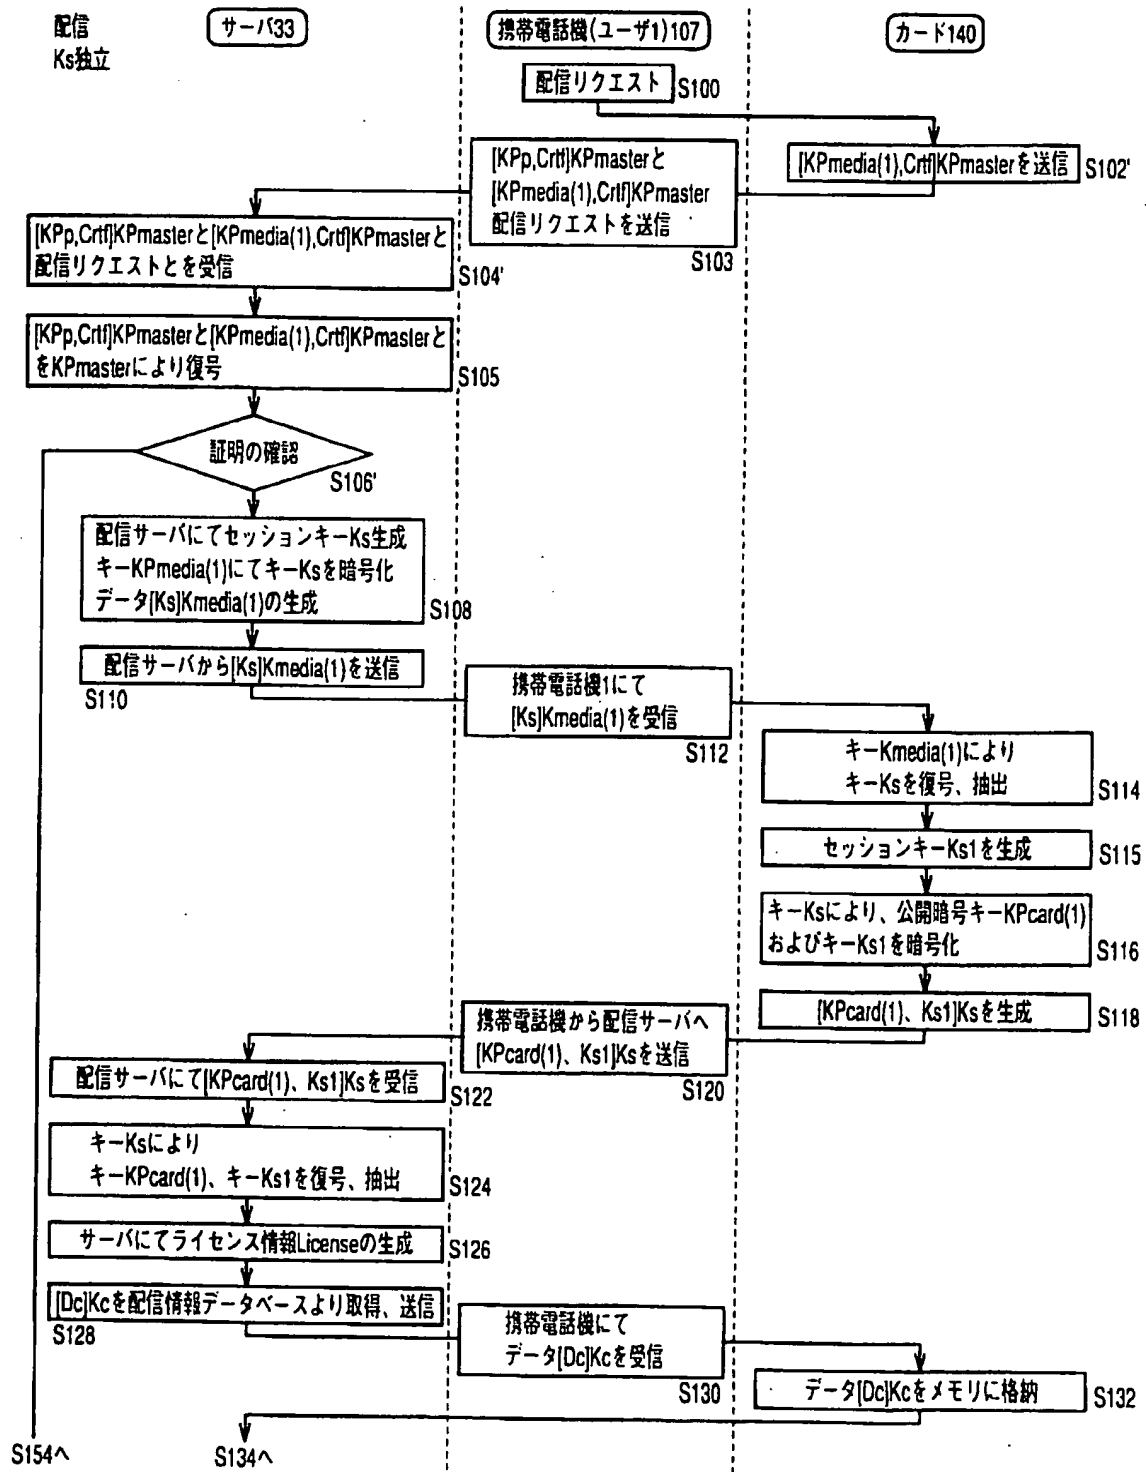 配信
Ks独立
サーバ33
携帯電話機(ユーザ1)107
カード140
配信リクエスト
S100
[KPmedia(1),Crtf]KPmasterを送信
S102'
[KPp,Crtf]KPmasterと
[KPmedia(1),Crtf]KPmaster
配信リクエストを送信
S103
[KPp,Crtf]KPmasterと[KPmedia(1),Crtf]KPmasterと
配信リクエストとを受信
S104'
[KPp,Crtf]KPmasterと[KPmedia(1),Crtf]KPmasterと
をKPmasterにより復号
S105
証明の確認
S106'
配信サーバにてセッションキーKs生成
キーKPmedia(1)にてキーKsを暗号化
データ[Ks]Kmedia(1)の生成
S108
配信サーバから[Ks]Kmedia(1)を送信
S110
携帯電話機1にて
[Ks]Kmedia(1)を受信
S112
キーKmedia(1)により
キーKsを復号、抽出
S114
セッションキーKs1を生成
S115
キーKsにより、公開暗号キーKPcard(1)
およびキーKs1を暗号化
S116
[KPcard(1)、Ks1]Ksを生成
S118
携帯電話機から配信サーバへ
[KPcard(1)、Ks1]Ksを送信
S120
配信サーバにて[KPcard(1)、Ks1]Ksを受信
S122
キーKsにより
キーKPcard(1)、キーKs1を復号、抽出
S124
サーバにてライセンス情報Licenseの生成
S126
[Dc]Kcを配信情報データベースより取得、送信
S128
携帯電話機にて
データ[Dc]Kcを受信
S130
データ[Dc]Kcをメモリに格納
S132
S154へ
S134へ